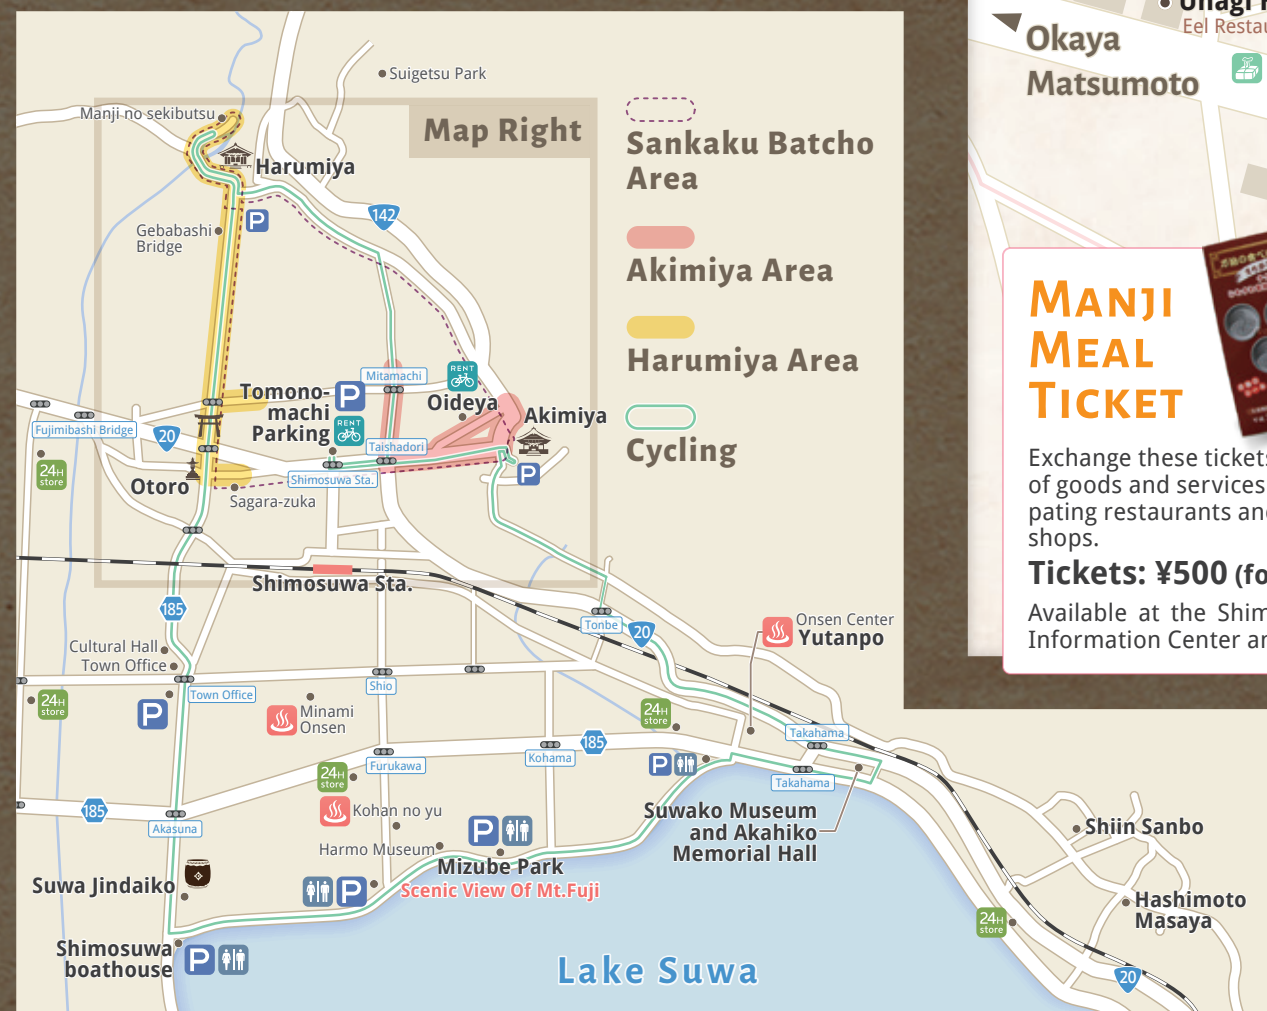 Suigetsu Park
Manji no sekibutsu
Map Right
Harumiya
142
P
Gebabashi
Bridge
Sankaku Batcho
Area
Akimiya Area
Harumiya Area
Cycling
Mitamachi
RENT
Oideya
Akimiya
Tomono-
machi
Parking
P
RENT
Fujimibashi Bridge
20
Taishadori
Shimosuwa Sta.
P
24H
store
Otoro
Sagara-zuka
Shimosuwa Sta.
185
Tonbe
20
Onsen Center
Yutanpo
Cultural Hall
Town Office
Town Office
Shio
24H
store
P
Minami
Onsen
24H
store
Takahama
185
Kohama
Furukawa
P
Takahama
24H
store
185
Akasuna
Kohan no yu
Suwako Museum
and Akahiko
Memorial Hall
P
Harmo Museum
Mizube Park
Scenic View Of Mt.Fuji
Shiin Sanbo
Suwa Jindaiko
P
Hashimoto
Masaya
24H
store
Shimosuwa
boathouse
P
Lake Suwa
20
Unagi
Eel
Okaya
Matsumoto
MANJI
MEAL
TICKET
Exchange these tickets
of goods and services
pating restaurants
shops.
Tickets: ¥500
Available at the
Information Center